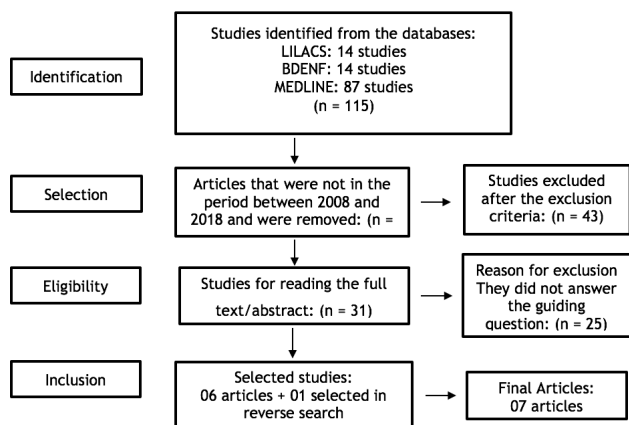 Identification
Studies identified from the databases:
LILACS: 14 studies
BDENF: 14 studies
MEDLINE: 87 studies
(n = 115)
Selection
Articles that were not in the
period between 2008 and
2018 and were removed: (n =
Studies excluded
after the exclusion
criteria: (n = 43)
Eligibility
Studies for reading the full
text/abstract: (n = 31)
Reason for exclusion
They did not answer
the guiding
question: (n = 25)
Inclusion
Selected studies:
06 articles + 01 selected in
reverse search
Final Articles:
07 articles